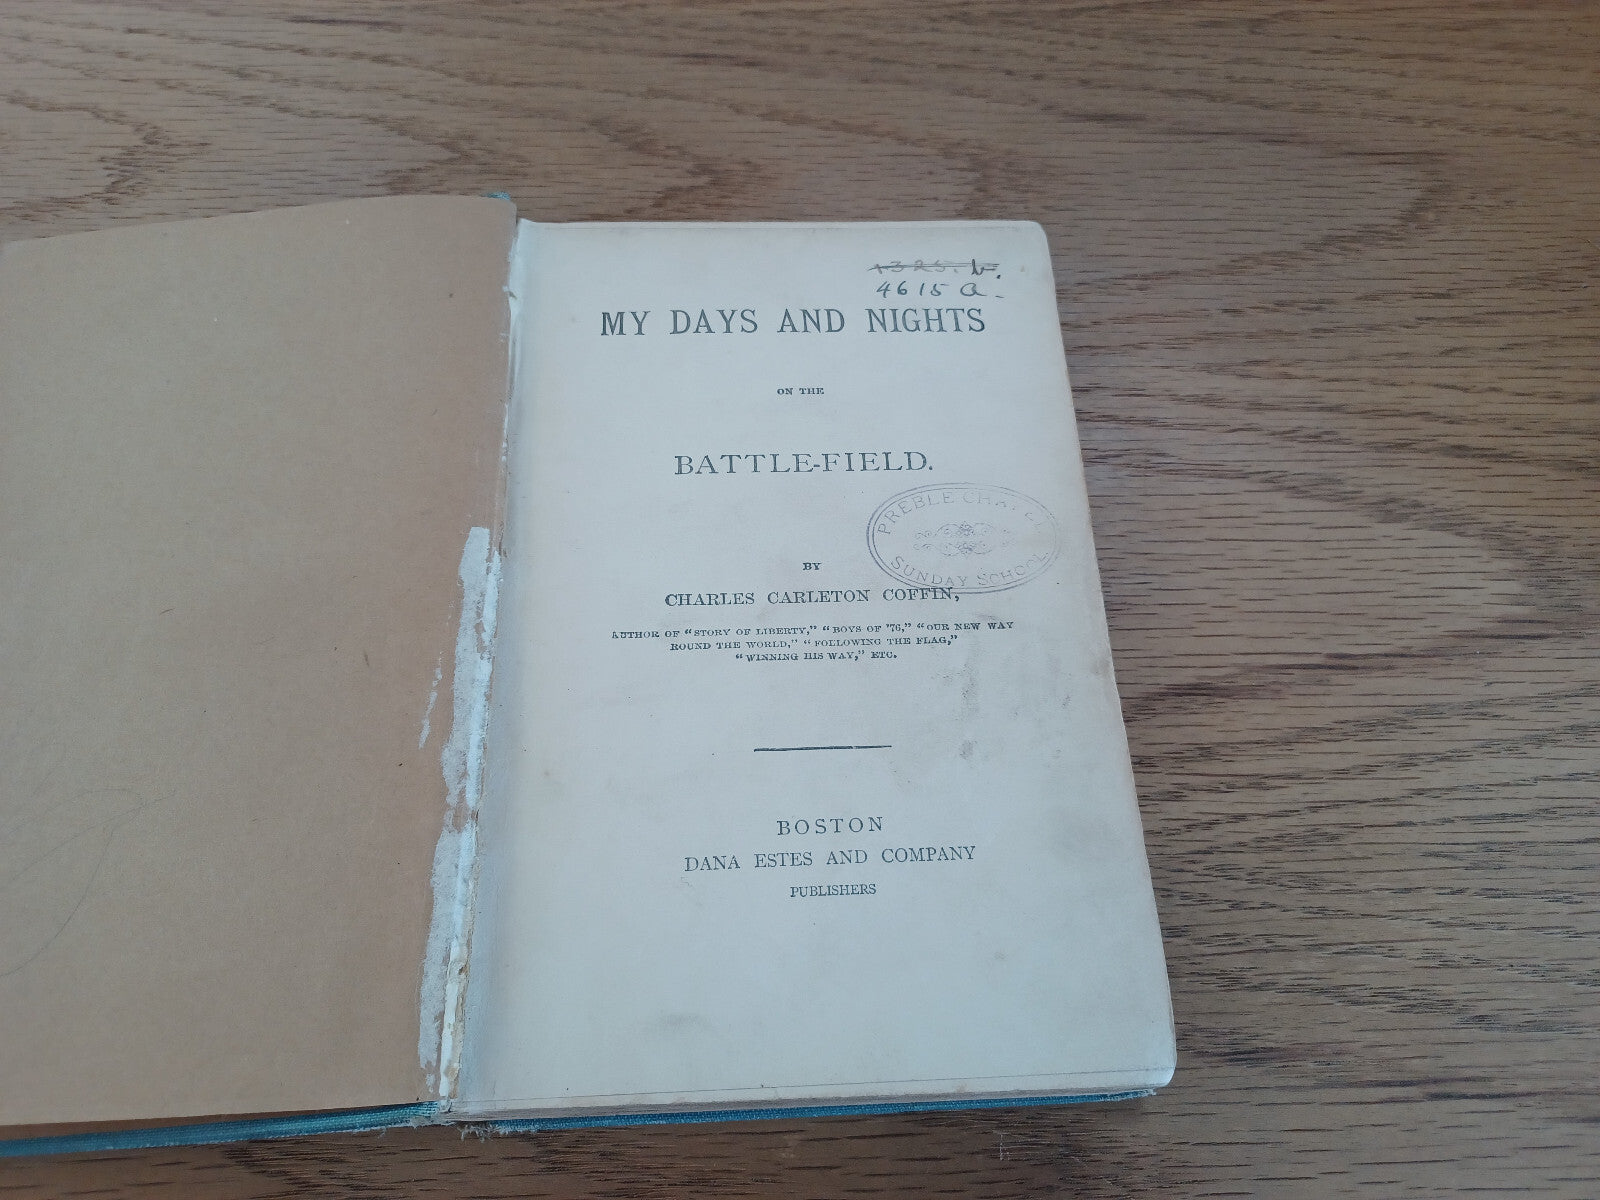 1325. b.
4615 a.
MY DAYS AND NIGHTS
ON THE
BATTLE-FIELD.
PREBLE CHAPEL
SUNDAY SCHOOL
BY
CHARLES CARLETON COFFIN,
AUTHOR OF "STORY OF LIBERTY," "BOYS OF '76," "OUR NEW WAY
ROUND THE WORLD," "FOLLOWING THE FLAG,"
"WINNING HIS WAY," ETC.
BOSTON
DANA ESTES AND COMPANY
PUBLISHERS